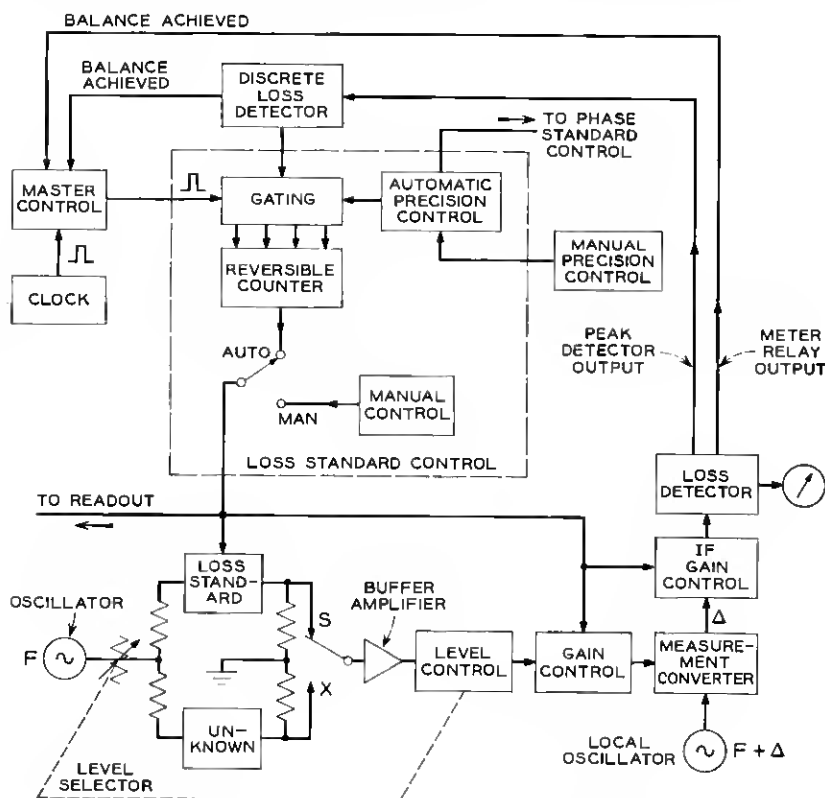 BALANCE ACHIEVED
BALANCE
ACHIEVED
DISCRETE
LOSS
DETECTOR
TO PHASE
STANDARD
CONTROL
MASTER
CONTROL
GATING
AUTOMATIC
PRECISION
CONTROL
MANUAL
PRECISION
CONTROL
CLOCK
REVERSIBLE
COUNTER
AUTO
MAN
MANUAL
CONTROL
LOSS STANDARD CONTROL
PEAK
DETECTOR
OUTPUT
METER
RELAY
OUTPUT
LOSS
DETECTOR
TO READOUT
IF
GAIN
CONTROL
Δ
LOSS
STAND-
ARD
OSCILLATOR
F
S
X
BUFFER
AMPLIFIER
LEVEL
CONTROL
GAIN
CONTROL
MEASURE-
MENT
CONVERTER
UN-
KNOWN
LEVEL
SELECTOR
LOCAL
OSCILLATOR
F + Δ